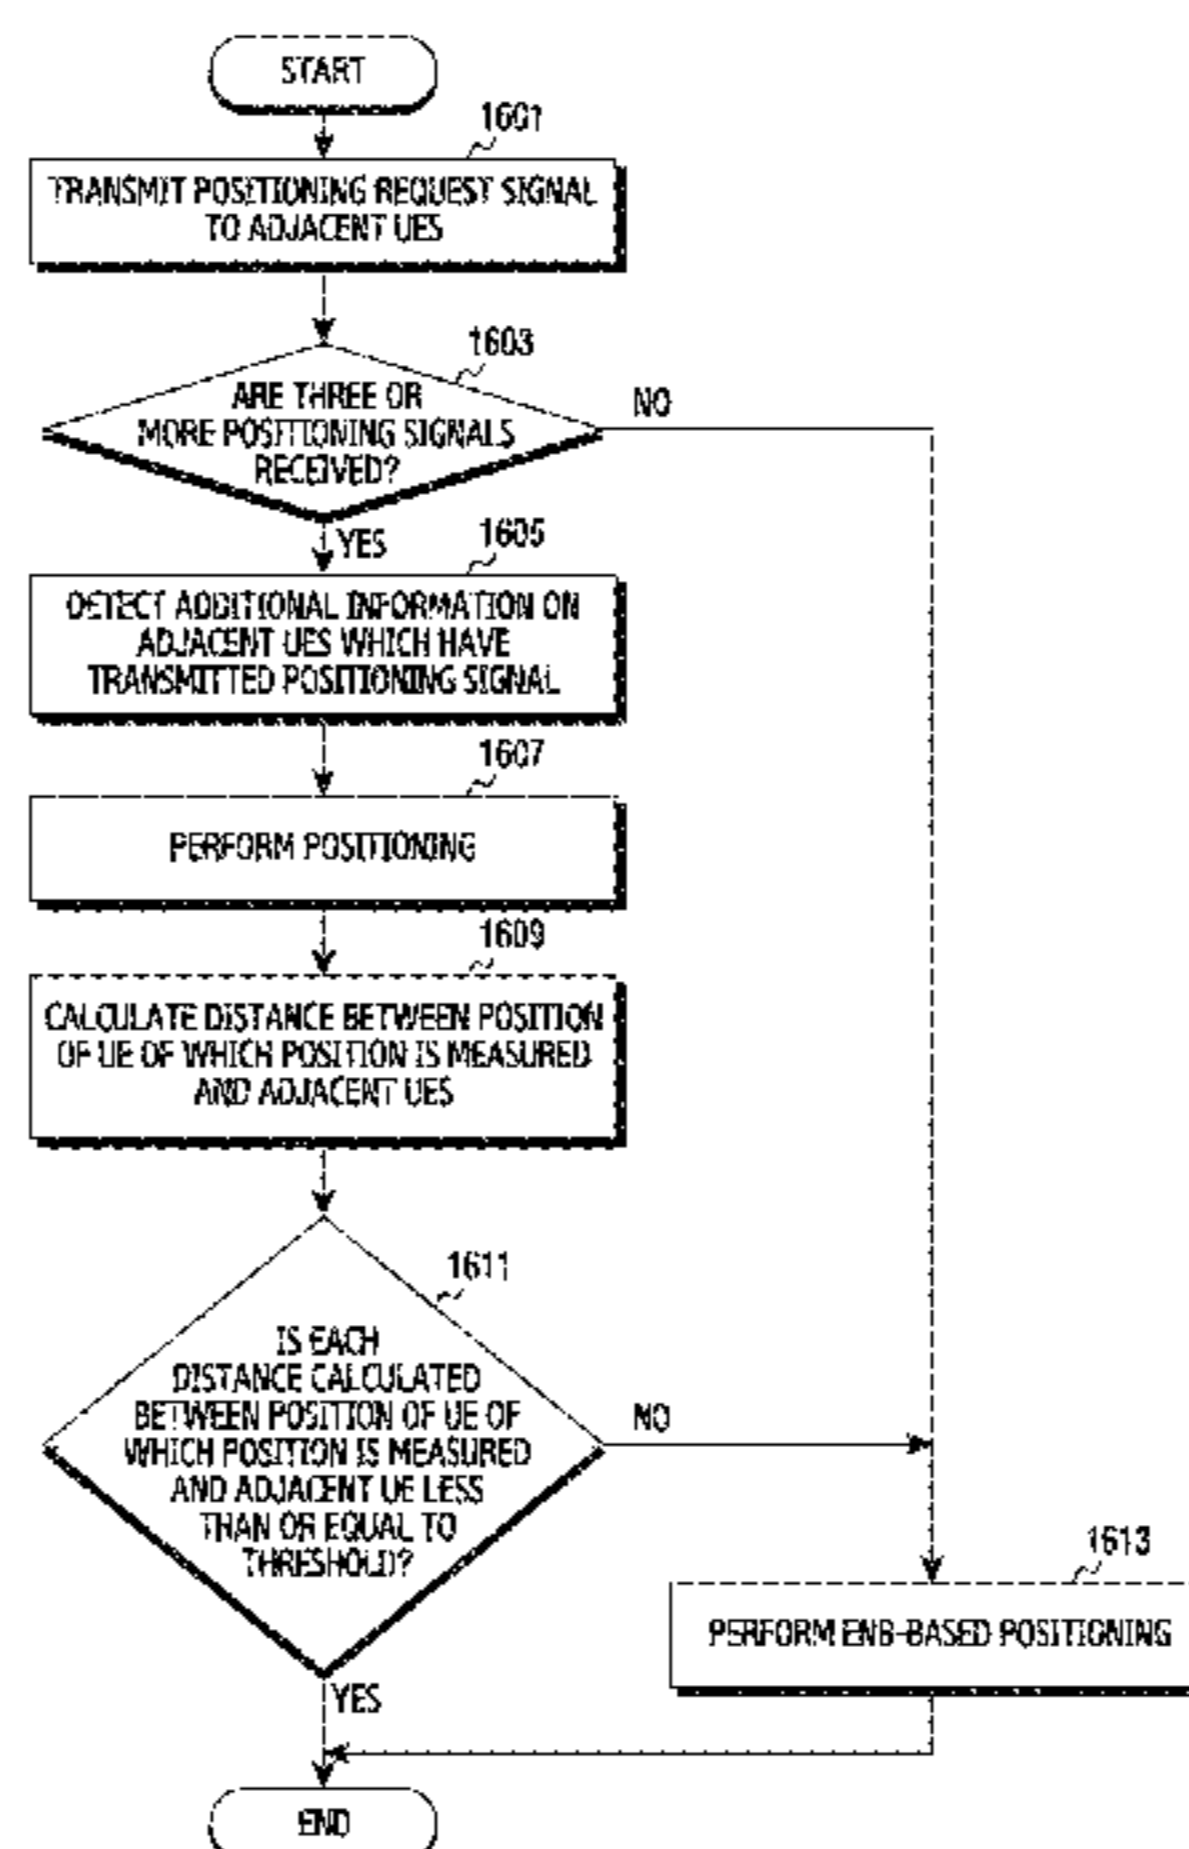 START
1601
TRANSMIT POSITIONING REQUEST SIGNAL
TO ADJACENT UES
1603
ARE THREE OR
MORE POSITIONING SIGNALS
RECEIVED?
NO
YES
1605
DETECT ADDITIONAL INFORMATION ON
ADJACENT UES WHICH HAVE
TRANSMITTED POSITIONING SIGNAL
1607
PERFORM POSITIONING
1609
CALCULATE DISTANCE BETWEEN POSITION
OF UE OF WHICH POSITION IS MEASURED
AND ADJACENT UES
1611
IS EACH
DISTANCE CALCULATED
BETWEEN POSITION OF UE OF
WHICH POSITION IS MEASURED
AND ADJACENT UE LESS
THAN OR EQUAL TO
THRESHOLD?
NO
YES
1613
PERFORM ENB-BASED POSITIONING
END